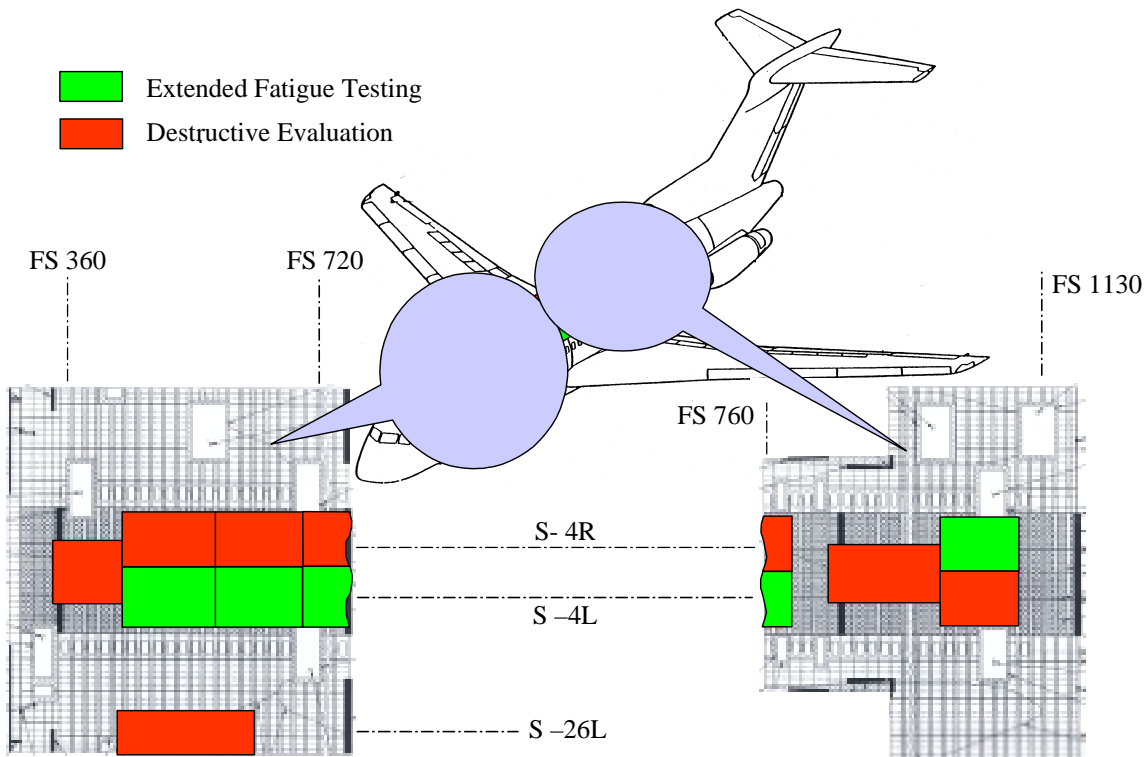 Extended Fatigue Testing
Destructive Evaluation
FS 360
FS 720
FS 1130
FS 760
S- 4R
S –4L
S –26L